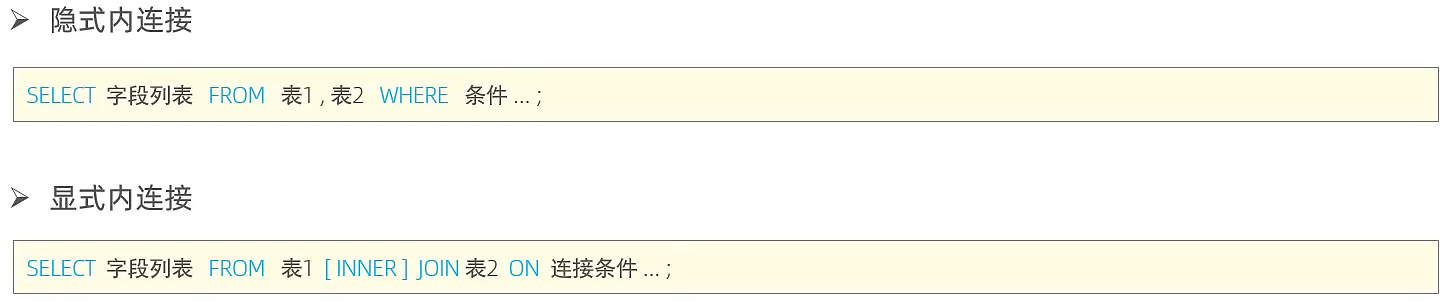 ➢ 隐式内连接
SELECT 字段列表 FROM 表1 , 表2 WHERE 条件 ... ;
➢ 显式内连接
SELECT 字段列表 FROM 表1 [ INNER ] JOIN 表2 ON 连接条件 ... ;